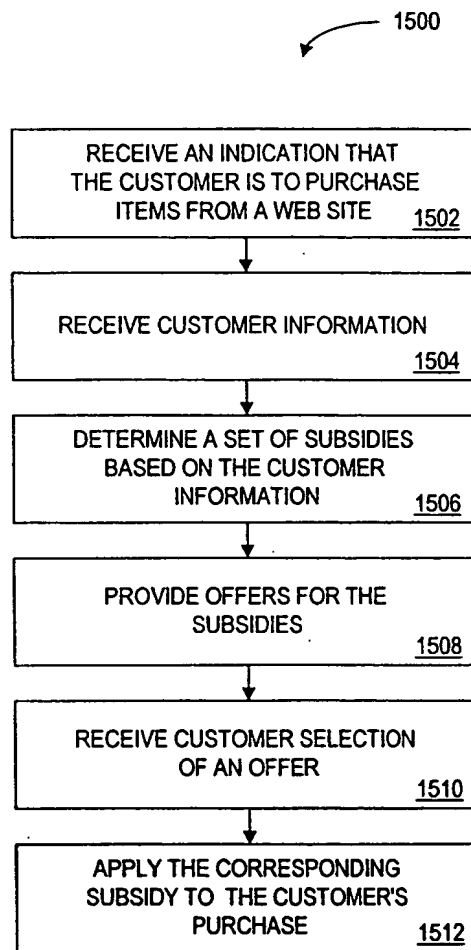 1500
RECEIVE AN INDICATION THAT
THE CUSTOMER IS TO PURCHASE
ITEMS FROM A WEB SITE
1502
RECEIVE CUSTOMER INFORMATION
1504
DETERMINE A SET OF SUBSIDIES
BASED ON THE CUSTOMER
INFORMATION
1506
PROVIDE OFFERS FOR THE
SUBSIDIES
1508
RECEIVE CUSTOMER SELECTION
OF AN OFFER
1510
APPLY THE CORRESPONDING
SUBSIDY TO THE CUSTOMER'S
PURCHASE
1512